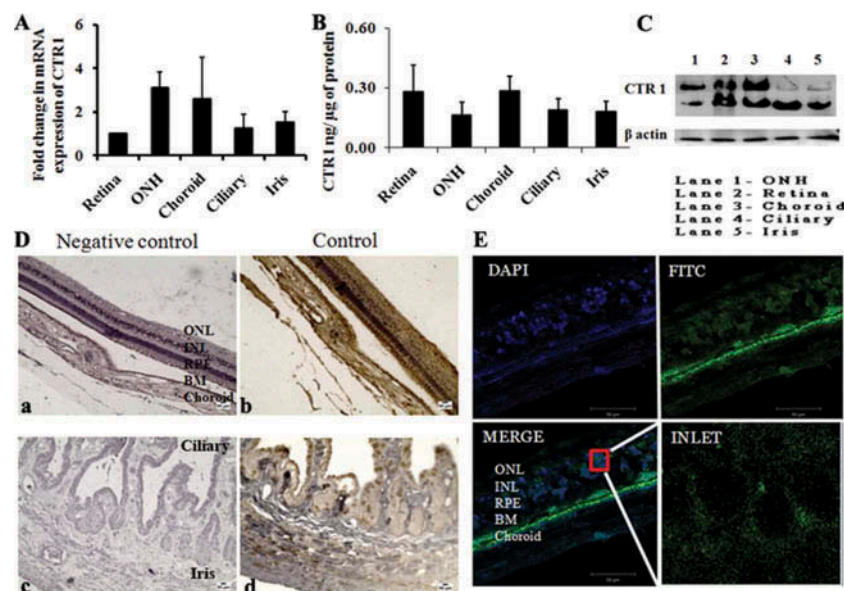 A
Fold change in mRNA
expression of CTR1
6
4
2
0
Retina
ONH
Choroid
Ciliary
Iris
B
CTR1 ng/ µg of protein
0.60
0.30
0.00
Retina
ONH
Choroid
Ciliary
Iris
C
1 2 3 4 5
CTR 1
β actin
Lane 1- ONH
Lane 2- Retina
Lane 3- Choroid
Lane 4- Ciliary
Lane 5- Iris
D
Negative control
Control
ONL
INL
RPE
BM
Choroid
a
b
Ciliary
Iris
c
d
E
DAPI
FITC
MERGE
ONL
INL
RPE
BM
Choroid
INLET